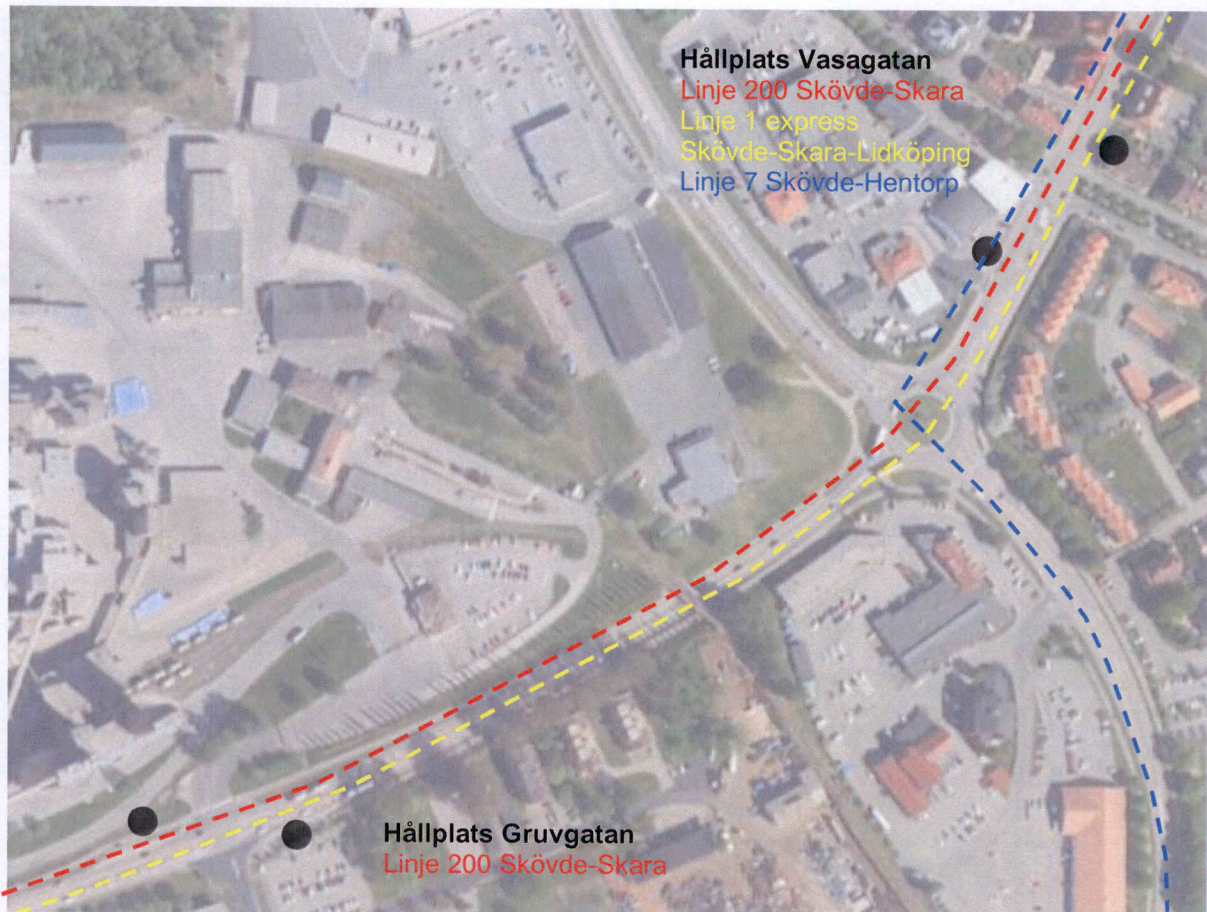 Hållplats Vasagatan
Linje 200 Skövde-Skara
Linje 1 express
Skövde-Skara-Lidköping
Linje 7 Skövde-Hentorp
Hållplats Gruvgatan
Linje 200 Skövde-Skara